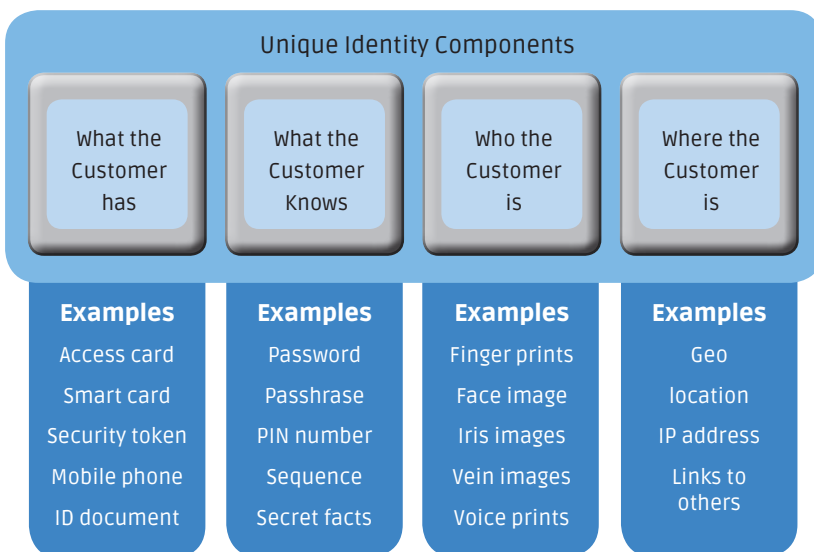 Unique Identity Components
What the
Customer
has
What the
Customer
Knows
Who the
Customer
is
Where the
Customer
is
Examples
Access card
Smart card
Security token
Mobile phone
ID document
Examples
Password
Passhrase
PIN number
Sequence
Secret facts
Examples
Finger prints
Face image
Iris images
Vein images
Voice prints
Examples
Geo
location
IP address
Links to
others